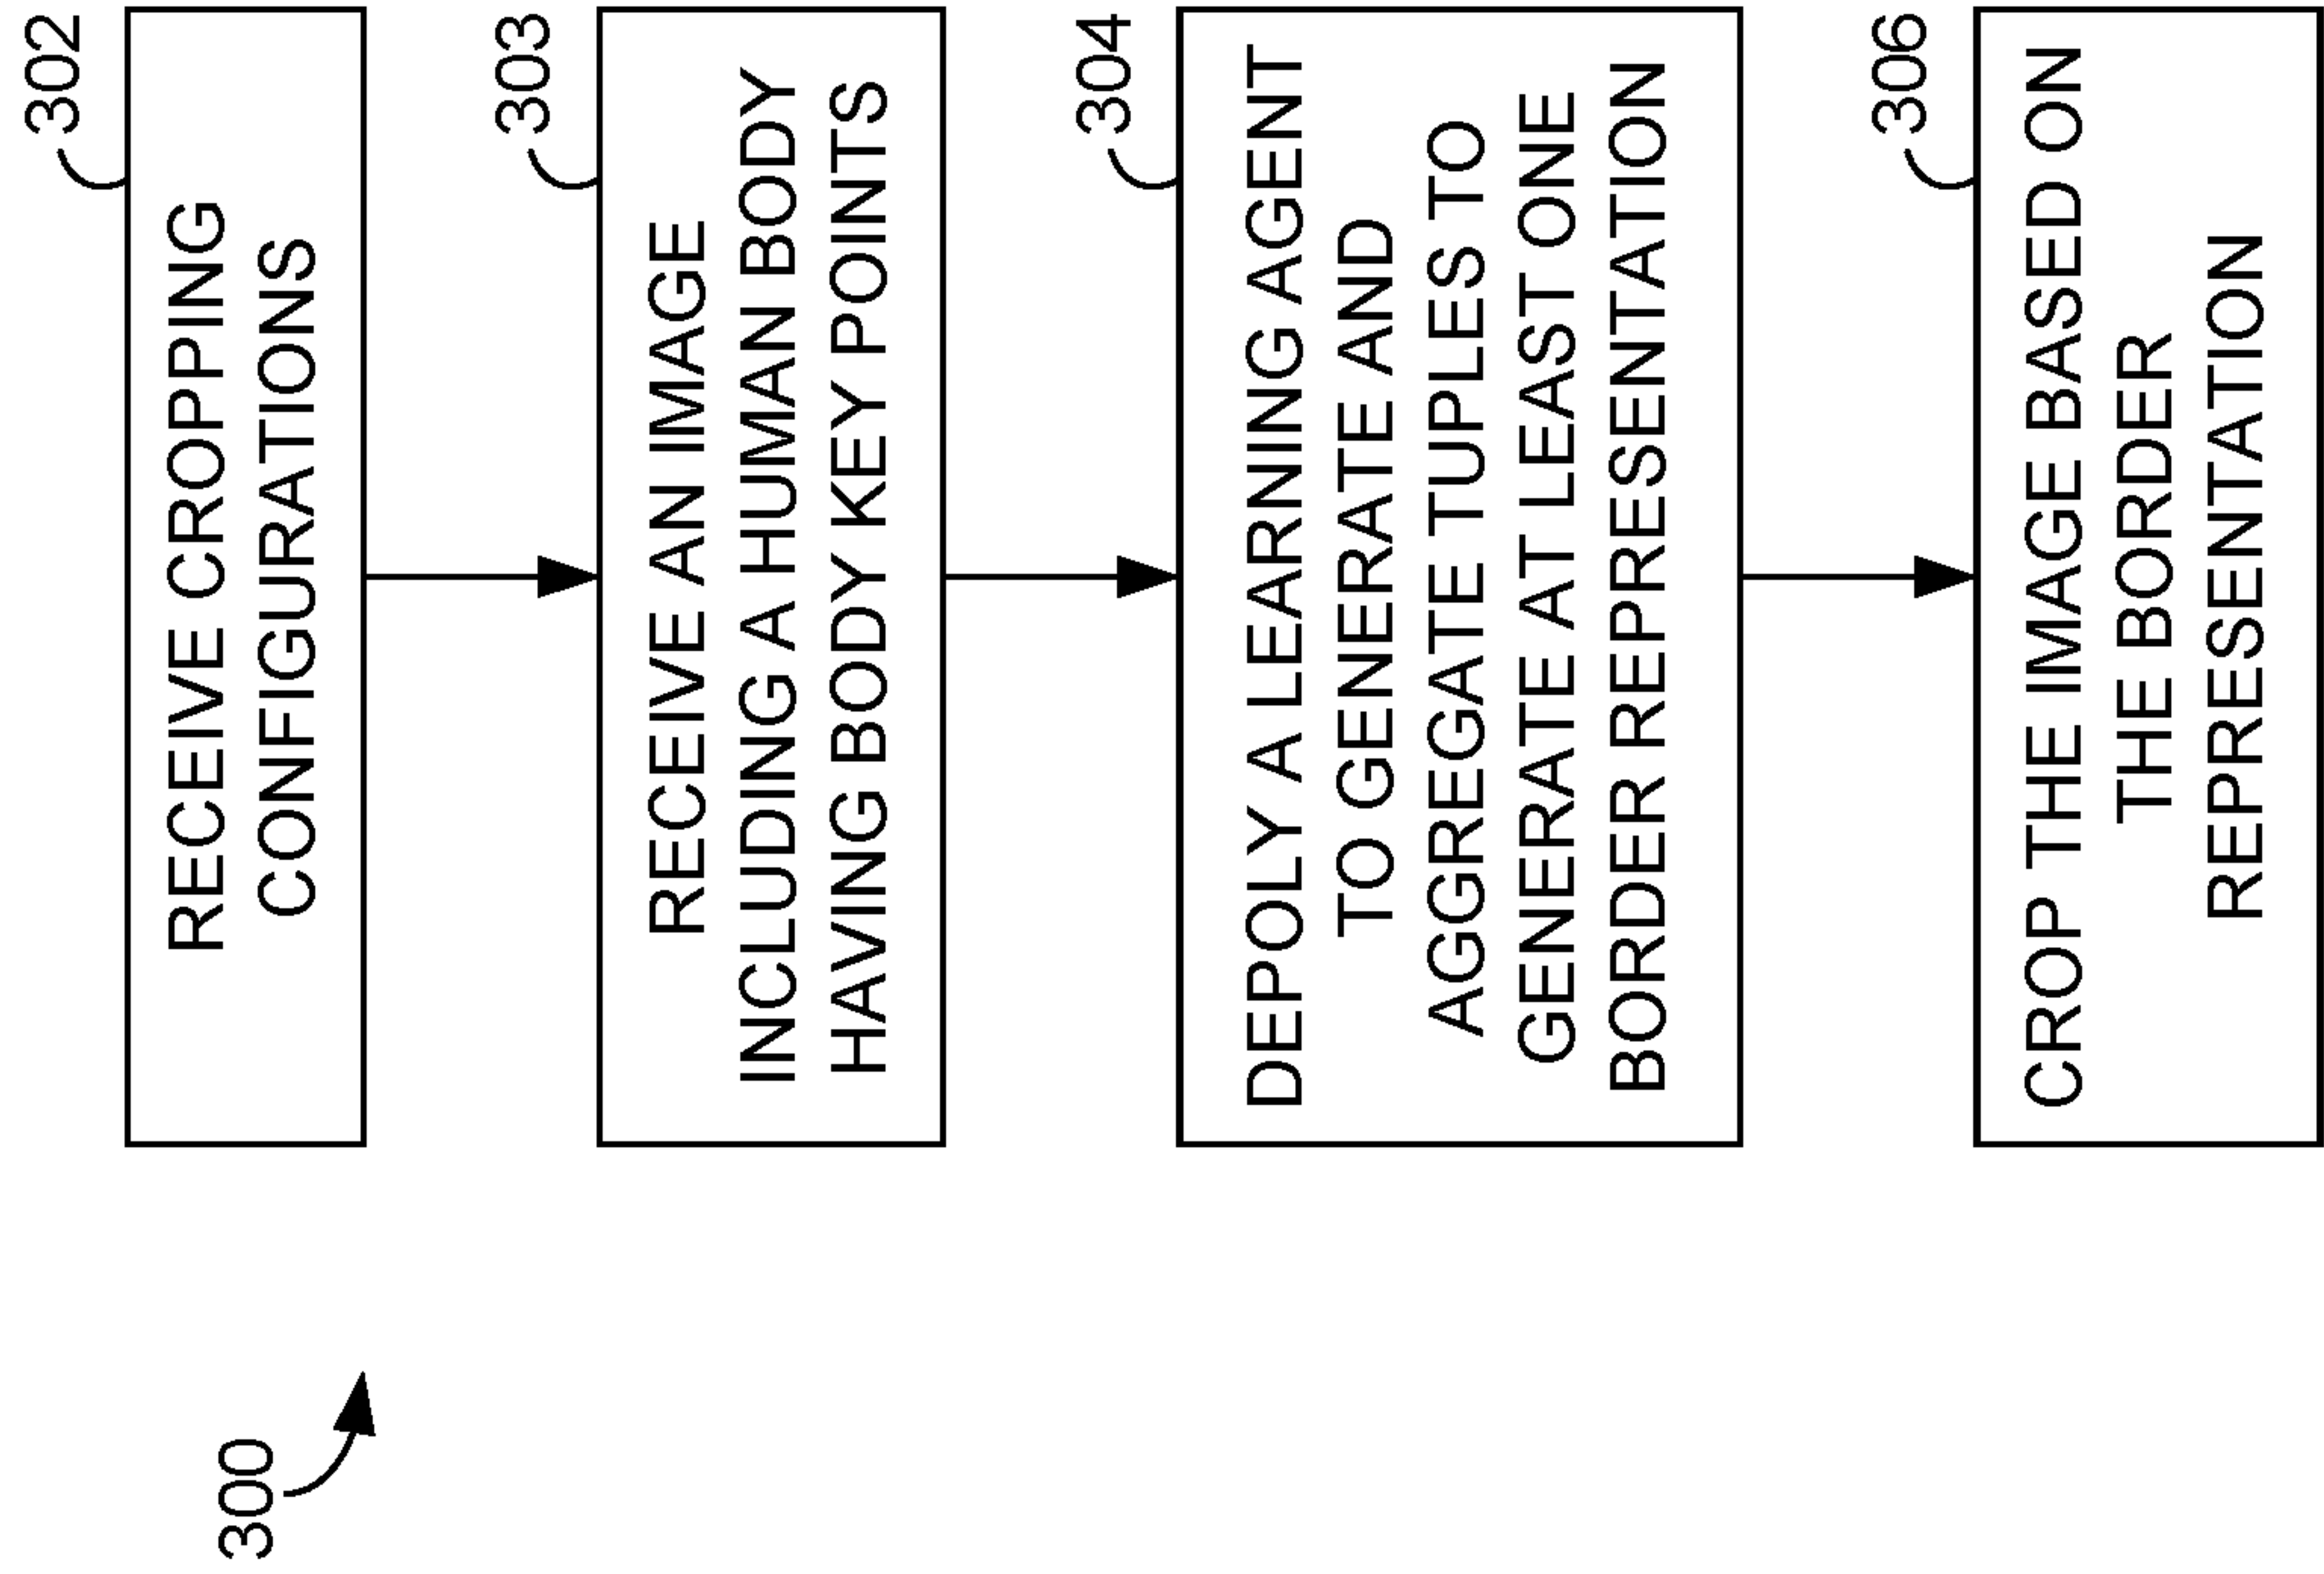 300
302
RECEIVE CROPPING
CONFIGURATIONS
303
RECEIVE AN IMAGE
INCLUDING A HUMAN BODY
HAVING BODY KEY POINTS
304
DEPOLY A LEARNING AGENT
TO GENERATE AND
AGGREGATE TUPLES TO
GENERATE AT LEAST ONE
BORDER REPRESENTATION
306
CROP THE IMAGE BASED ON
THE BORDER
REPRESENTATION